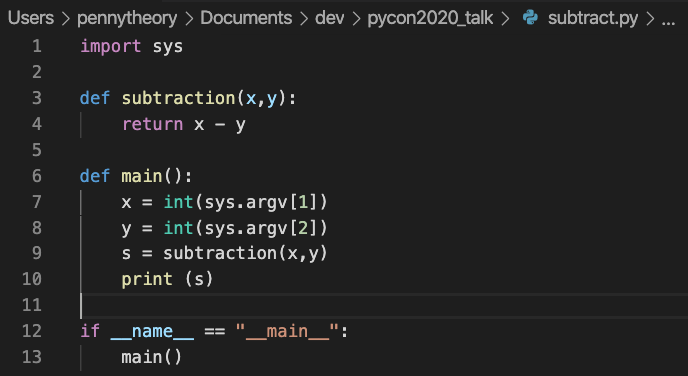 Users > pennytheory > Documents > dev > pycon2020_talk > subtract.py > ...
1 import sys
2
3 def subtraction(x,y):
4     return x - y
5
6 def main():
7     x = int(sys.argv[1])
8     y = int(sys.argv[2])
9     s = subtraction(x,y)
10     print (s)
11
12 if __name__ == "__main__":
13     main()